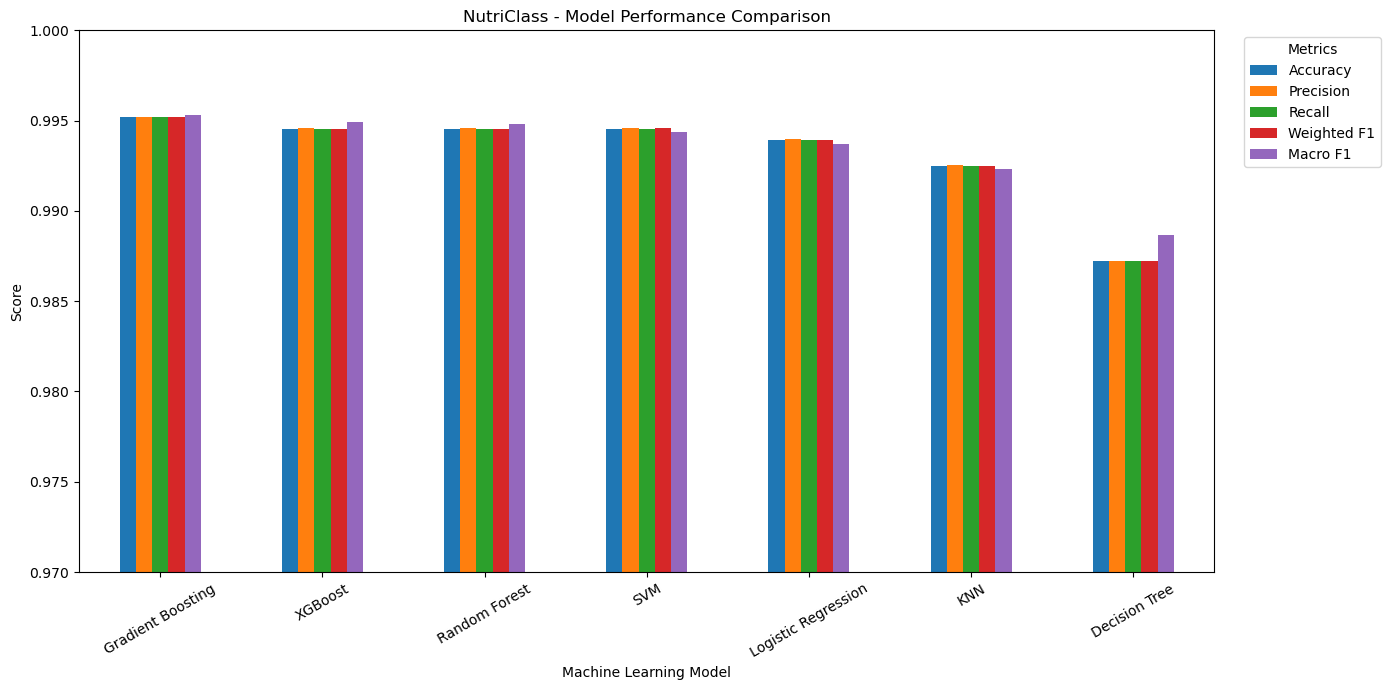 NutriClass - Model Performance Comparison
1.000
0.995
0.990
0.985
0.980
0.975
0.970
Score
Gradient Boosting
XGBoost
Random Forest
SVM
Logistic Regression
KNN
Decision Tree
Machine Learning Model
Metrics
Accuracy
Precision
Recall
Weighted F1
Macro F1